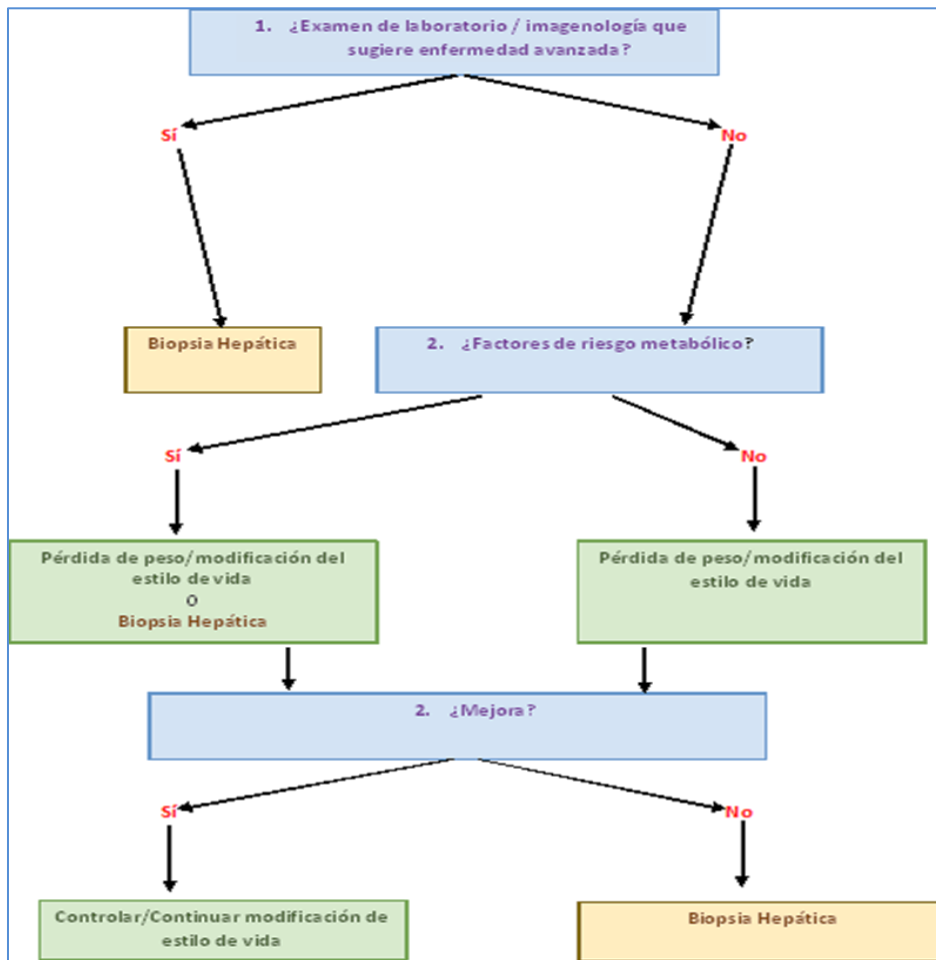 1. ¿Examen de laboratorio / imagenología que
sugiere enfermedad avanzada?
Sí
No
Biopsia Hepática
2. ¿Factores de riesgo metabólico?
Sí
No
Pérdida de peso/modificación del
estilo de vida
O
Biopsia Hepática
Pérdida de peso/modificación del
estilo de vida
2. ¿Mejora?
Sí
No
Controlar/Continuar modificación de
estilo de vida
Biopsia Hepática